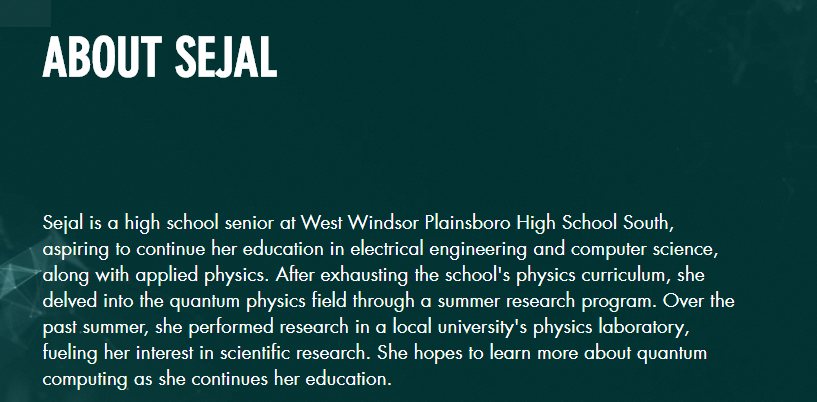 ABOUT SEJAL
Sejal is a high school senior at West Windsor Plainsboro High School South,
aspiring to continue her education in electrical engineering and computer science,
along with applied physics. After exhausting the school's physics curriculum, she
delved into the quantum physics field through a summer research program. Over the
past summer, she performed research in a local university's physics laboratory,
fueling her interest in scientific research. She hopes to learn more about quantum
computing as she continues her education.